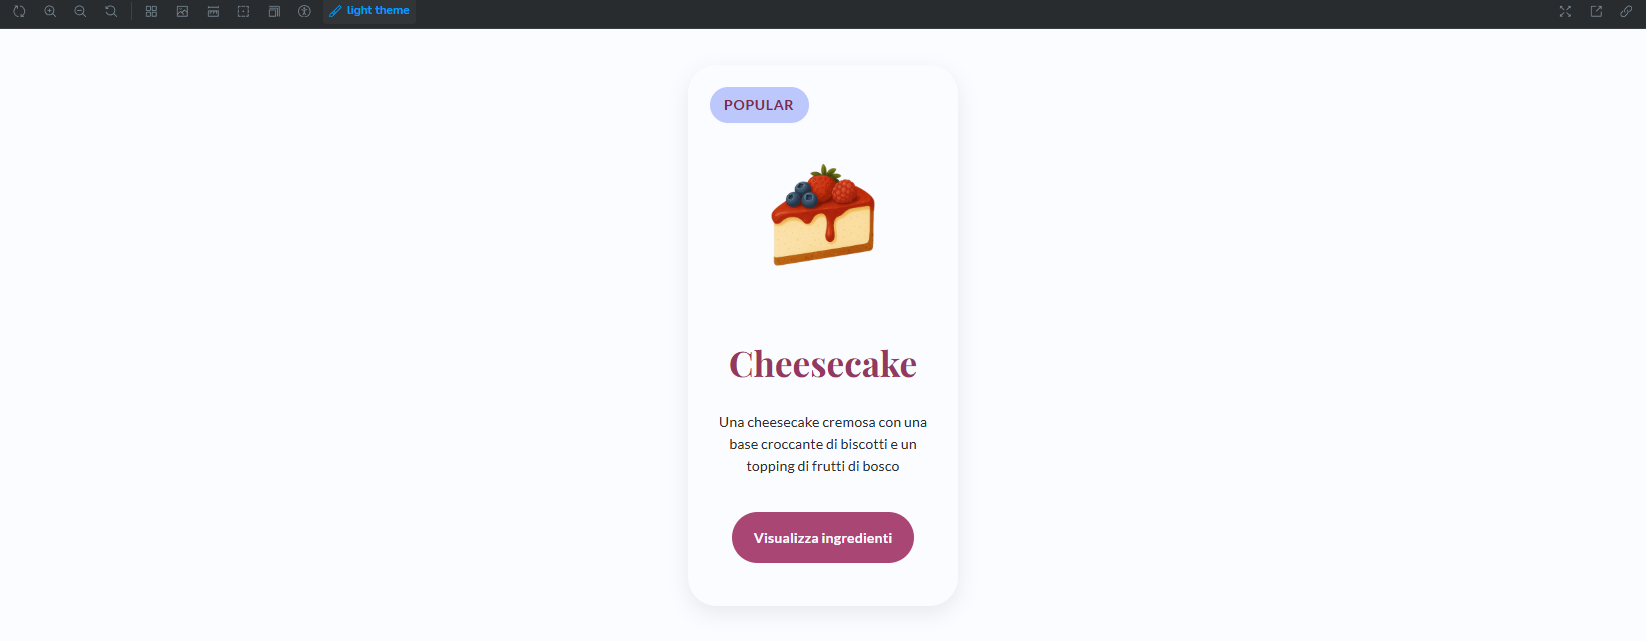 light theme
POPULAR
Cheesecake
Una cheesecake cremosa con una
base croccante di biscotti e un
topping di frutti di bosco
Visualizza ingredienti